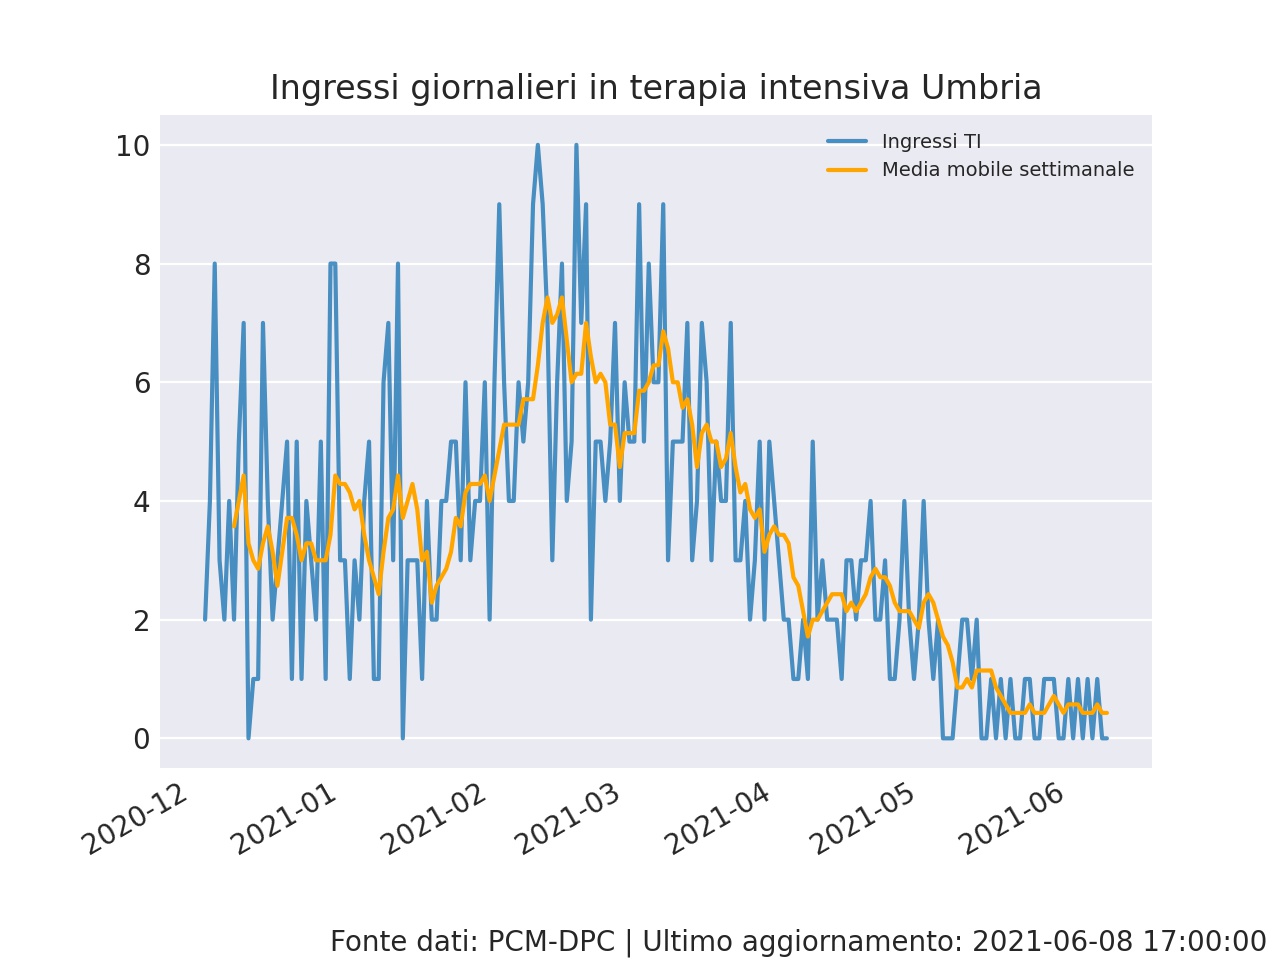 Ingressi giornalieri in terapia intensiva Umbria
Ingressi TI
Media mobile settimanale
10
8
6
4
2
0
2020-12 2021-01 2021-02 2021-03 2021-04 2021-05 2021-06
Fonte dati: PCM-DPC | Ultimo aggiornamento: 2021-06-08 17:00:00